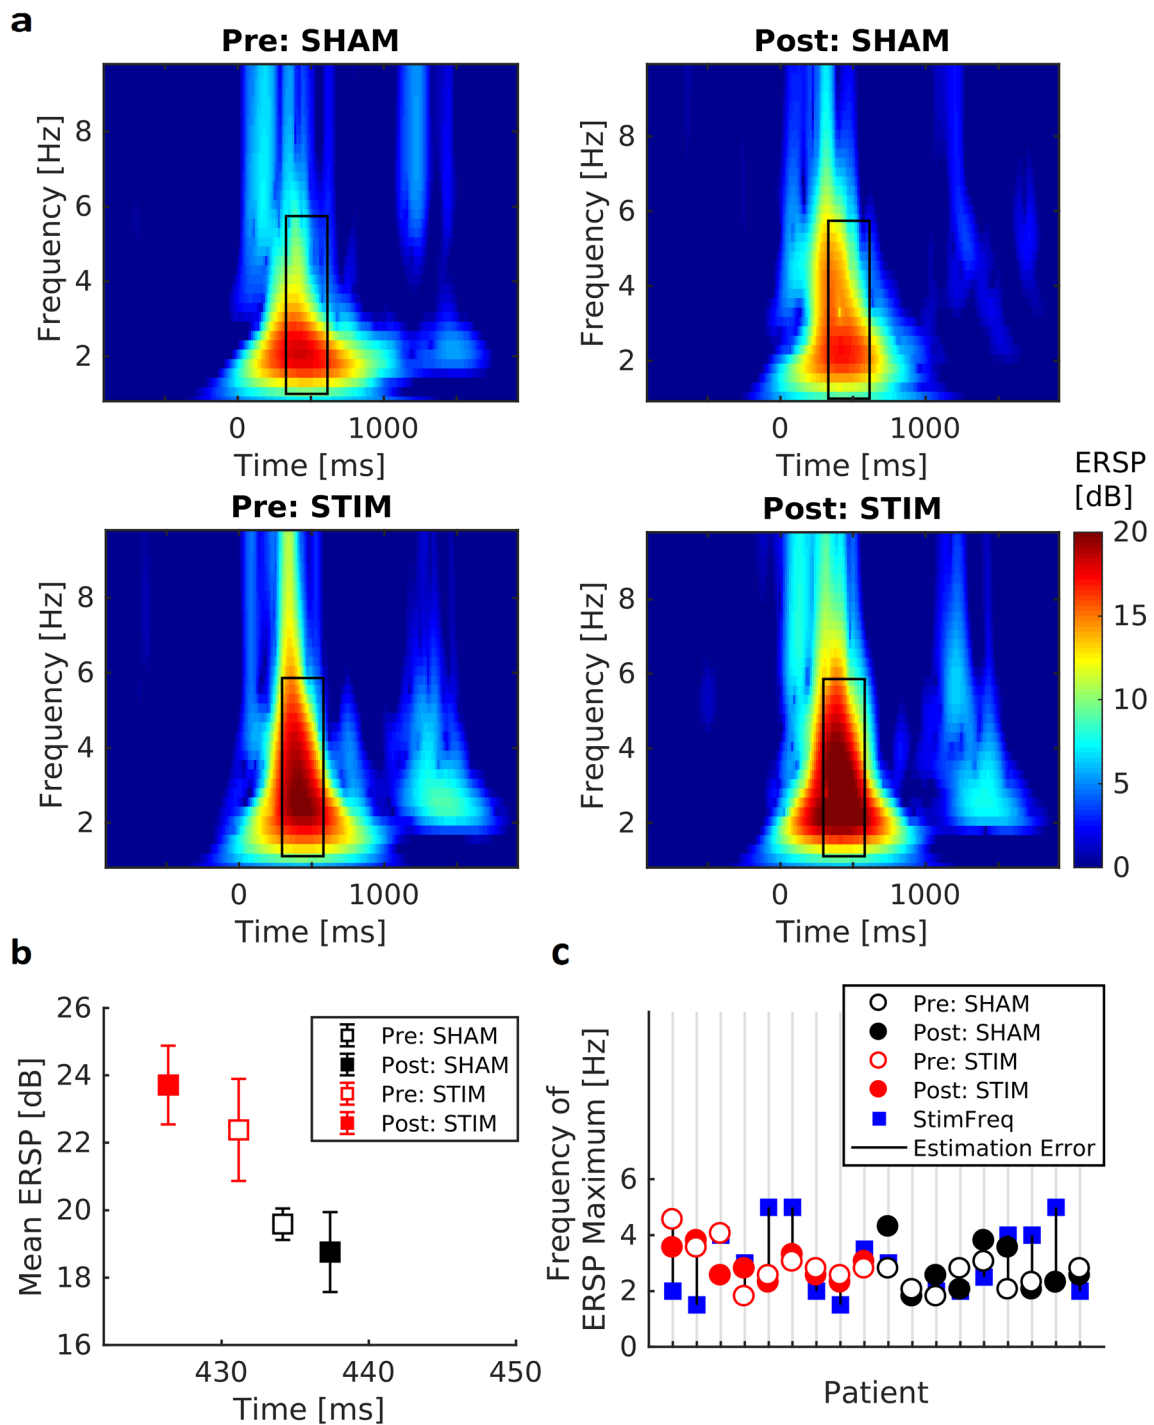 a
Pre: SHAM
Post: SHAM
Frequency [Hz]
8
6
4
2
0
1000
Time [ms]
Frequency [Hz]
8
6
4
2
0
1000
Time [ms]
ERSP
[dB]
20
15
10
5
0
Pre: STIM
Post: STIM
Frequency [Hz]
8
6
4
2
0
1000
Time [ms]
Frequency [Hz]
8
6
4
2
0
1000
Time [ms]
b
Mean ERSP [dB]
26
24
22
20
18
16
430
440
450
Time [ms]
Pre: SHAM
Post: SHAM
Pre: STIM
Post: STIM
c
Frequency of
ERSP Maximum [Hz]
6
4
2
0
Patient
Pre: SHAM
Post: SHAM
Pre: STIM
Post: STIM
StimFreq
Estimation Error